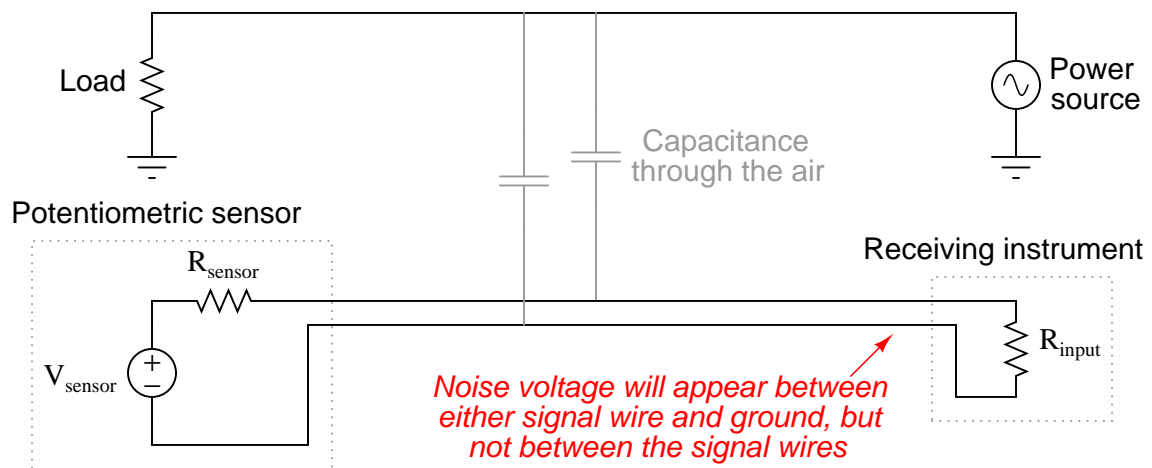 Load
Power
source
Capacitance
through the air
Potentiometric sensor
Receiving instrument
Rsensor
+
−
Vsensor
Rinput
Noise voltage will appear between
either signal wire and ground, but
not between the signal wires